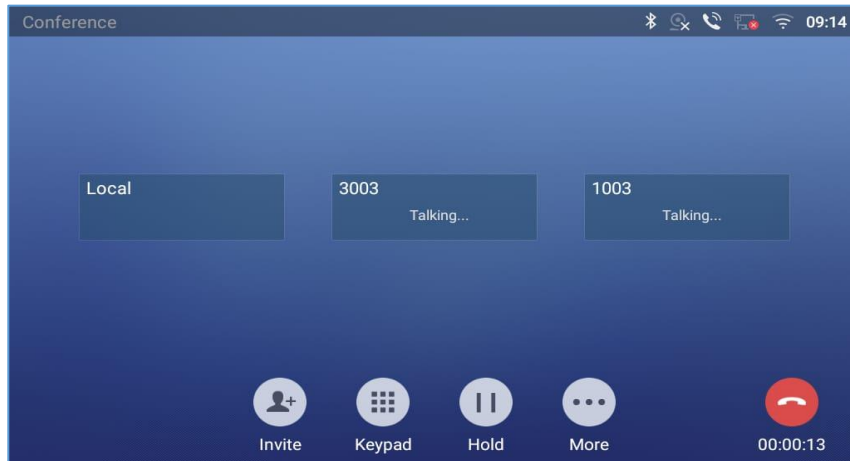 Conference 09:14
Local 3003 1003
Talking... Talking...
Invite Keypad Hold More 00:00:13